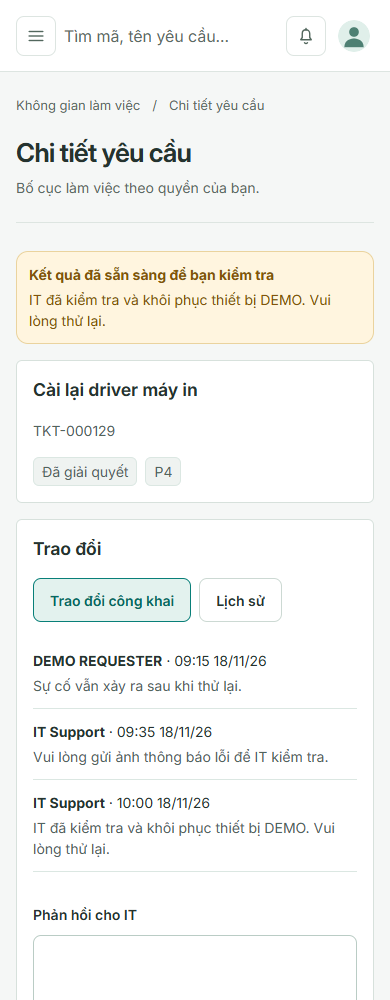 Tìm mã, tên yêu cầu...
Không gian làm việc / Chi tiết yêu cầu
Chi tiết yêu cầu
Bố cục làm việc theo quyền của bạn.
Kết quả đã sẵn sàng để bạn kiểm tra
IT đã kiểm tra và khôi phục thiết bị DEMO. Vui
lòng thử lại.
Cài lại driver máy in
TKT-000129
Đã giải quyết P4
Trao đổi
Trao đổi công khai Lịch sử
DEMO REQUESTER · 09:15 18/11/26
Sự cố vẫn xảy ra sau khi thử lại.
IT Support · 09:35 18/11/26
Vui lòng gửi ảnh thông báo lỗi để IT kiểm tra.
IT Support · 10:00 18/11/26
IT đã kiểm tra và khôi phục thiết bị DEMO. Vui
lòng thử lại.
Phản hồi cho IT